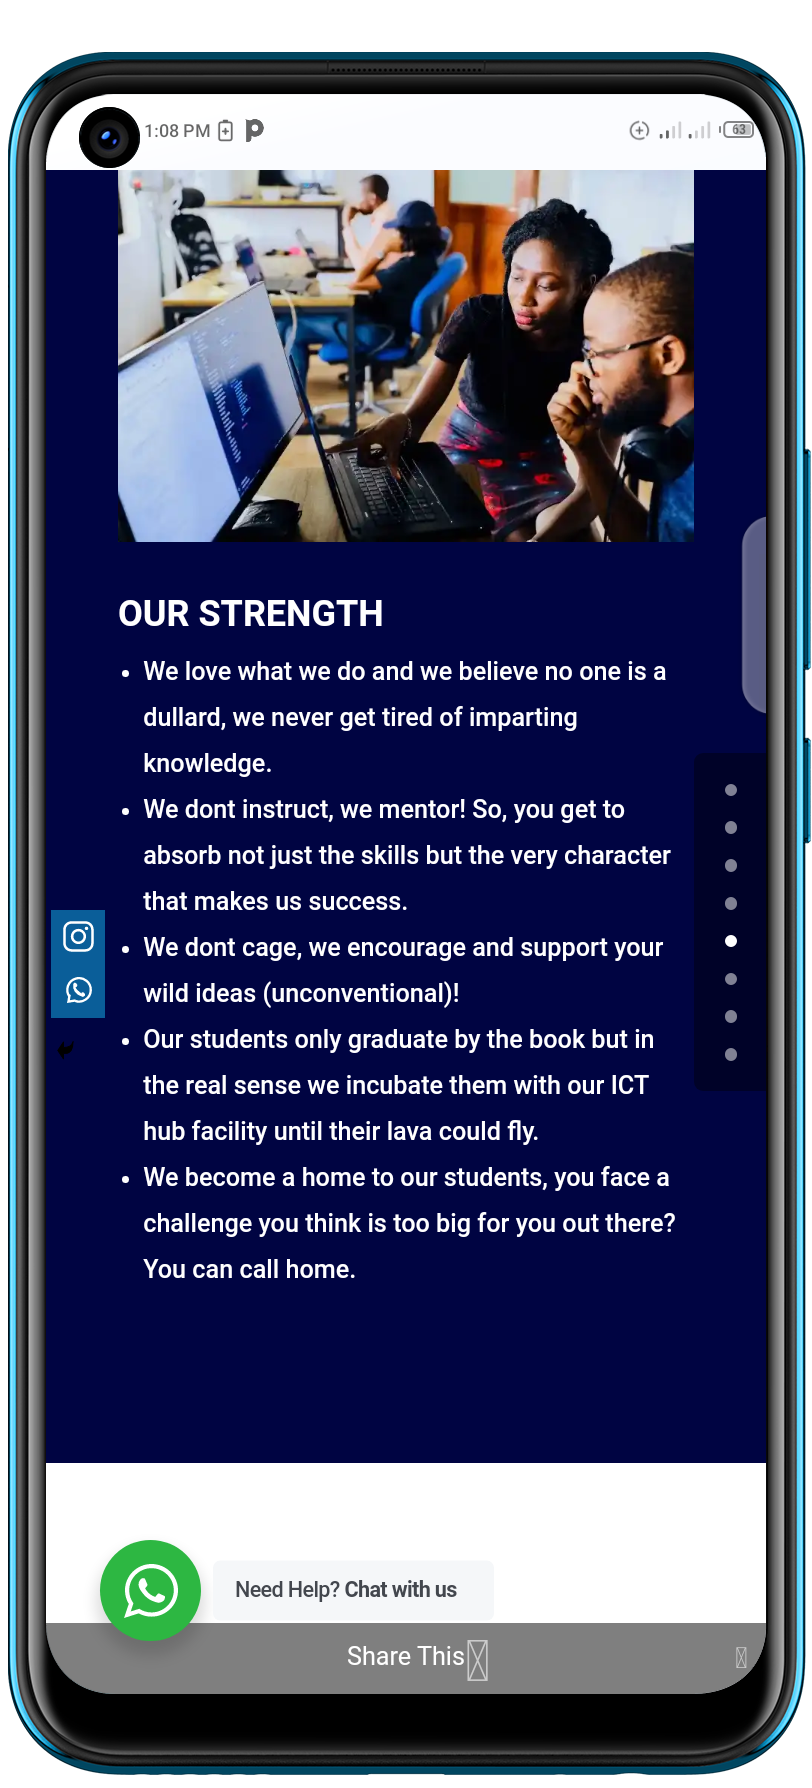 1:08 PM
63
OUR STRENGTH
• We love what we do and we believe no one is a
dullard, we never get tired of imparting
knowledge.
• We dont instruct, we mentor! So, you get to
absorb not just the skills but the very character
that makes us success.
• We dont cage, we encourage and support your
wild ideas (unconventional)!
• Our students only graduate by the book but in
the real sense we incubate them with our ICT
hub facility until their lava could fly.
• We become a home to our students, you face a
challenge you think is too big for you out there?
You can call home.
Need Help? Chat with us
Share This